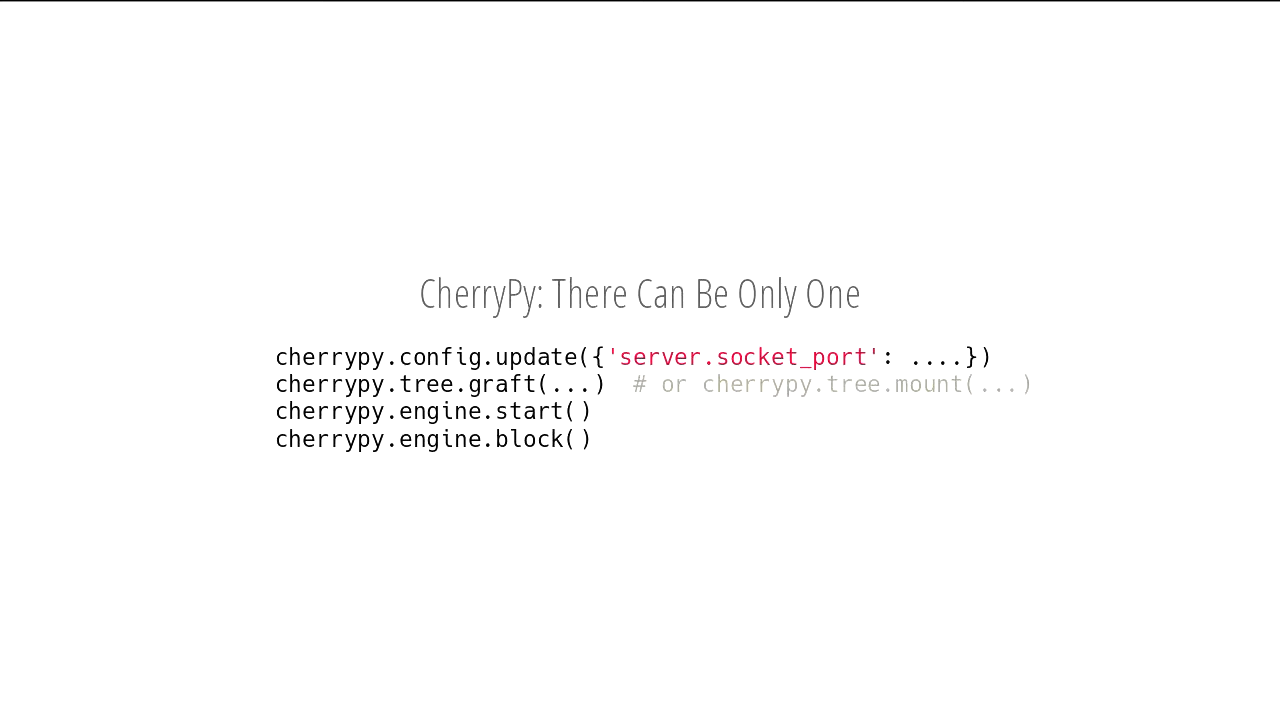 CherryPy: There Can Be Only One
cherrypy.config.update({'server.socket_port': ....})
cherrypy.tree.graft(...)  # or cherrypy.tree.mount(...)
cherrypy.engine.start()
cherrypy.engine.block()